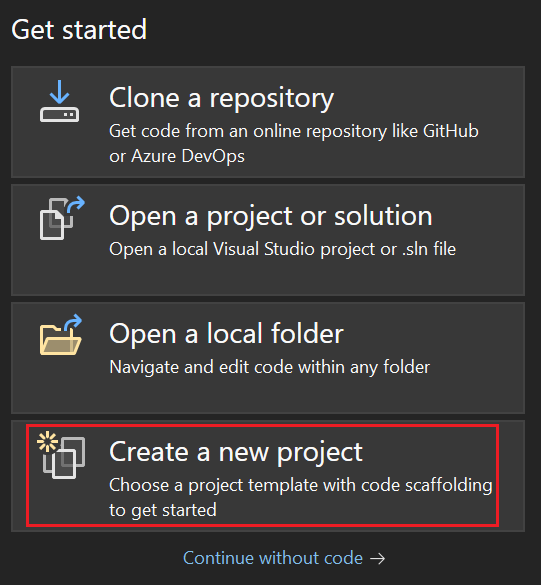 Get started
Clone a repository
Get code from an online repository like GitHub
or Azure DevOps
Open a project or solution
Open a local Visual Studio project or .sln file
Open a local folder
Navigate and edit code within any folder
Create a new project
Choose a project template with code scaffolding
to get started
Continue without code →